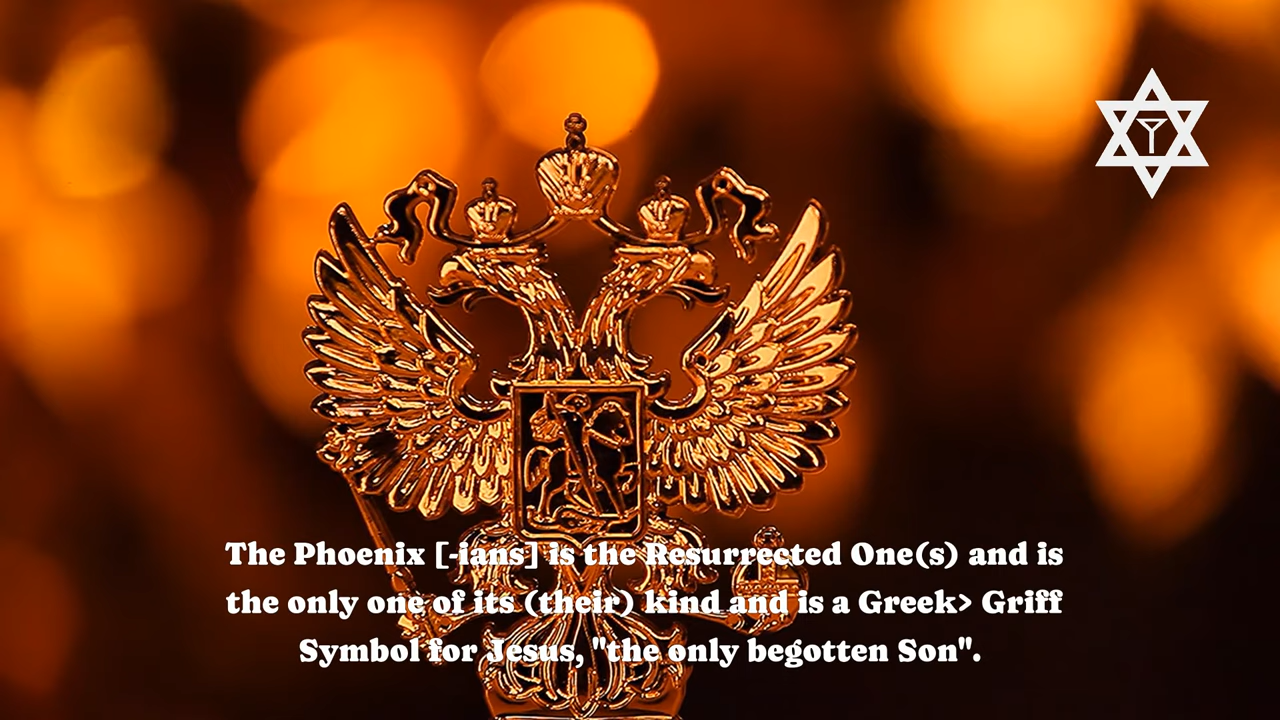 The Phoenix [-ians] is the Resurrected One(s) and is
the only one of its (their) kind and is a Greek> Griff
Symbol for Jesus, "the only begotten Son".